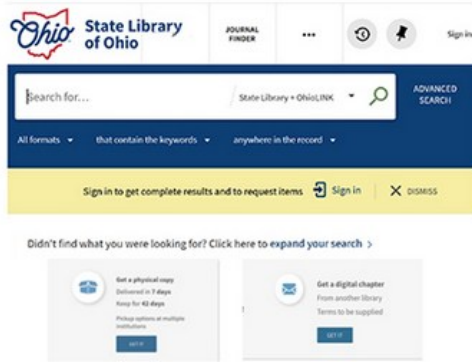 Ohio
State Library
of Ohio
JOURNAL
FINDER
...
Sign in
Search for...
State Library + OhioLINK
ADVANCED
SEARCH
All formats
that contain the keywords
anywhere in the record
Sign in to get complete results and to request items
Sign in
DISMISS
Didn't find what you were looking for? Click here to expand your search >
Get a physical copy
Delivered in 7 days
Keep for 42 days
Pickup options at multiple
institutions
GET IT
Get a digital chapter
From another library
Terms to be supplied
GET IT